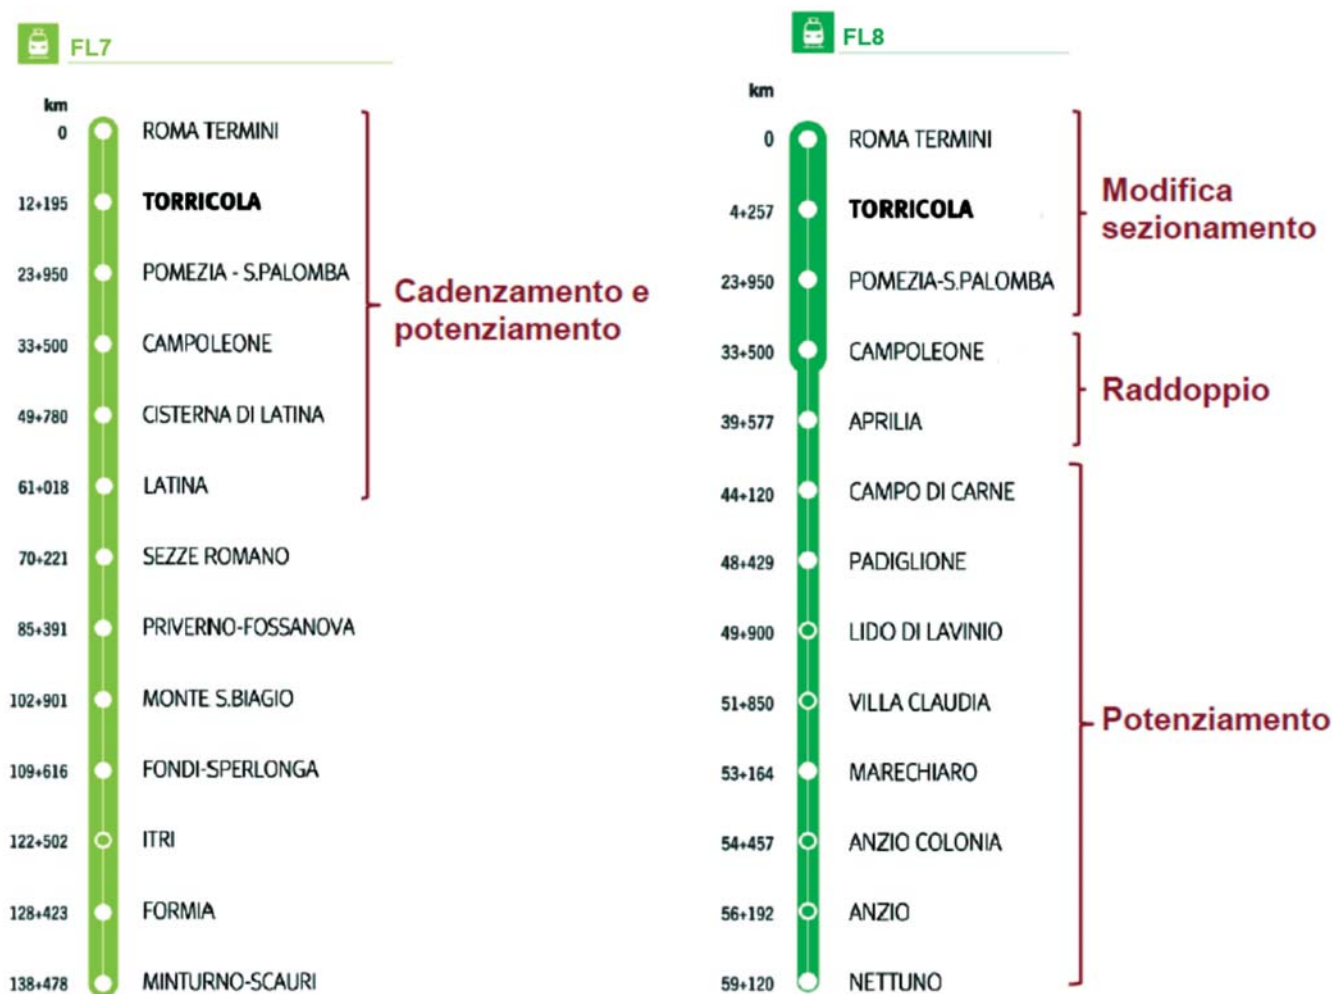 FL7
km
0 ROMA TERMINI
12+195 TORRICOLA
23+950 POMEZIA - S.PALOMBA
33+500 CAMPOLEONE
49+780 CISTERNA DI LATINA
61+018 LATINA
70+221 SEZZE ROMANO
85+391 PRIVERNO-FOSSANOVA
102+901 MONTE S.BIAGIO
109+616 FONDI-SPERLONGA
122+502 ITRI
128+423 FORMIA
138+478 MINTURNO-SCAURI
Cadenzamento e
potenziamento
FL8
km
0 ROMA TERMINI
4+257 TORRICOLA
23+950 POMEZIA-S.PALOMBA
33+500 CAMPOLEONE
39+577 APRILIA
44+120 CAMPO DI CARNE
48+429 PADIGLIONE
49+900 LIDO DI LAVINIO
51+850 VILLA CLAUDIA
53+164 MARECHIARO
54+457 ANZIO COLONIA
56+192 ANZIO
59+120 NETTUNO
Modifica
sezionamento
Raddoppio
Potenziamento